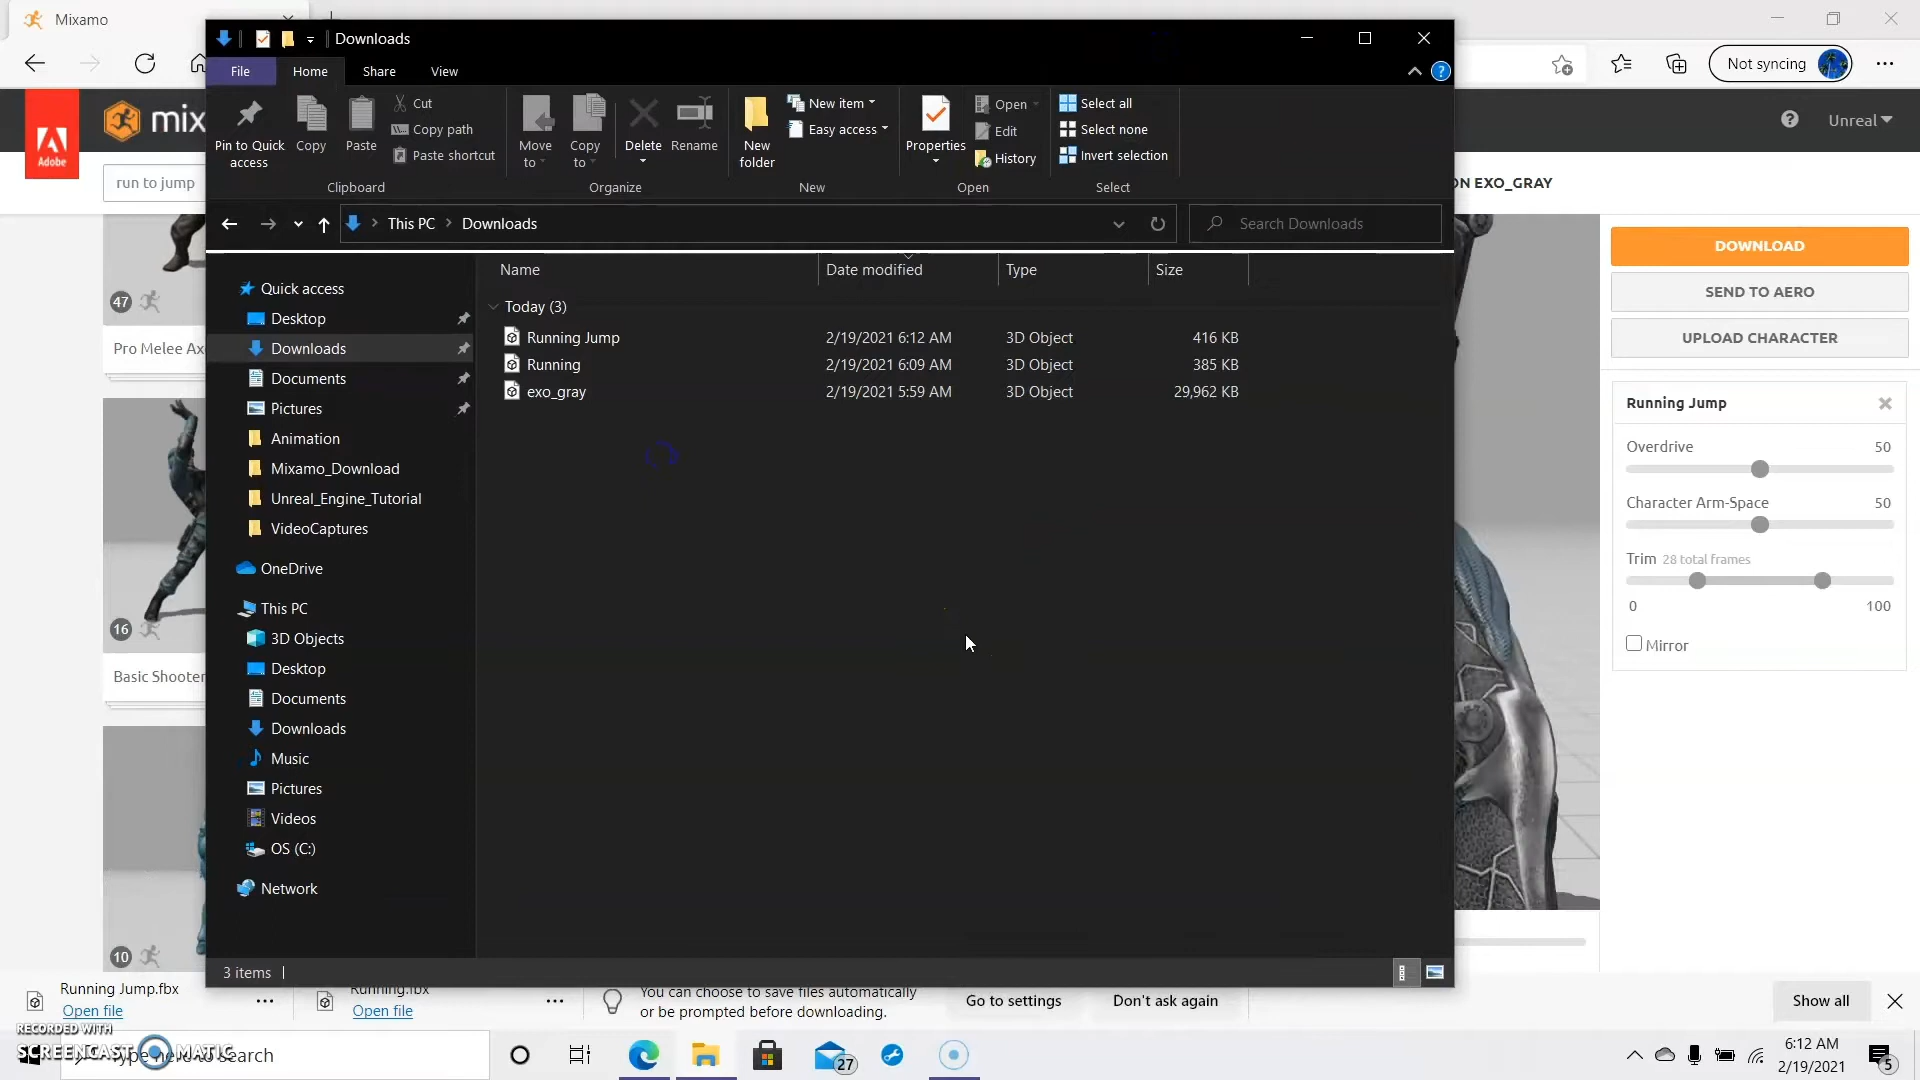 Mixamo
Downloads
File
Home
Share
View
Not syncing
Adobe
mix
Unreal
Pin to Quick access
Copy
Paste
Cut
Copy path
Paste shortcut
Move to
Copy to
Delete
Rename
New folder
New item
Easy access
Properties
Open
Edit
History
Select all
Select none
Invert selection
Clipboard
Organize
New
Open
Select
run to jump
ON EXO_GRAY
This PC
Downloads
Search Downloads
Name
Date modified
Type
Size
Today (3)
Running Jump 2/19/2021 6:12 AM 3D Object 416 KB
Running 2/19/2021 6:09 AM 3D Object 385 KB
exo_gray 2/19/2021 5:59 AM 3D Object 29,962 KB
Quick access
Desktop
Downloads
Documents
Pictures
Animation
Mixamo_Download
Unreal_Engine_Tutorial
VideoCaptures
OneDrive
This PC
3D Objects
Desktop
Documents
Downloads
Music
Pictures
Videos
OS (C:)
Network
3 items
47
Pro Melee Ax
16
Basic Shooter
10
DOWNLOAD
SEND TO AERO
UPLOAD CHARACTER
Running Jump
Overdrive 50
Character Arm-Space 50
Trim 28 total frames
0 100
Mirror
Running Jump.fbx
Open file
Running.fbx
Open file
You can choose to save files automatically
or be prompted before downloading.
Go to settings
Don't ask again
Show all
RECORDED WITH
SCREENCAST MATIC
Type here to search
27
6:12 AM
2/19/2021
5